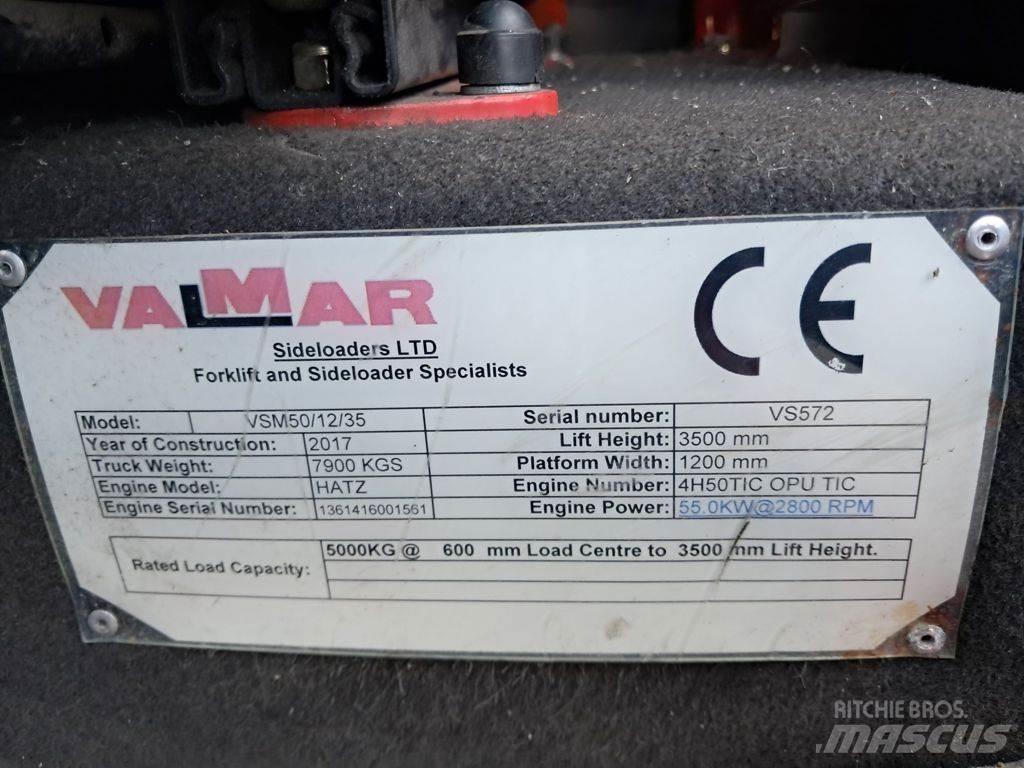 VALMAR
CE
Sideloaders LTD
Forklift and Sideloader Specialists
Model: VSM50/12/35 Serial number: VS572
Year of Construction: 2017 Lift Height: 3500 mm
Truck Weight: 7900 KGS Platform Width: 1200 mm
Engine Model: HATZ Engine Number: 4H50TIC OPU TIC
Engine Serial Number: 1361416001561 Engine Power: 55.0KW@2800 RPM
Rated Load Capacity: 5000KG @ 600 mm Load Centre to 3500 mm Lift Height.
RITCHIE BROS.
MASCUS